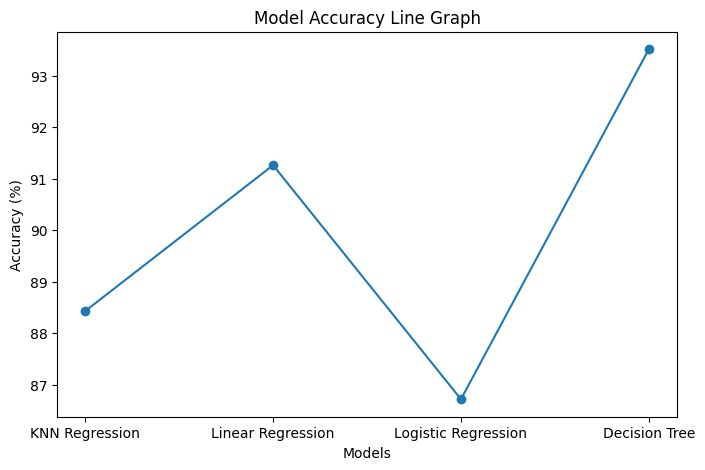 Model Accuracy Line Graph
93
92
91
90
89
88
87
Accuracy (%)
KNN Regression Linear Regression Logistic Regression Decision Tree
Models